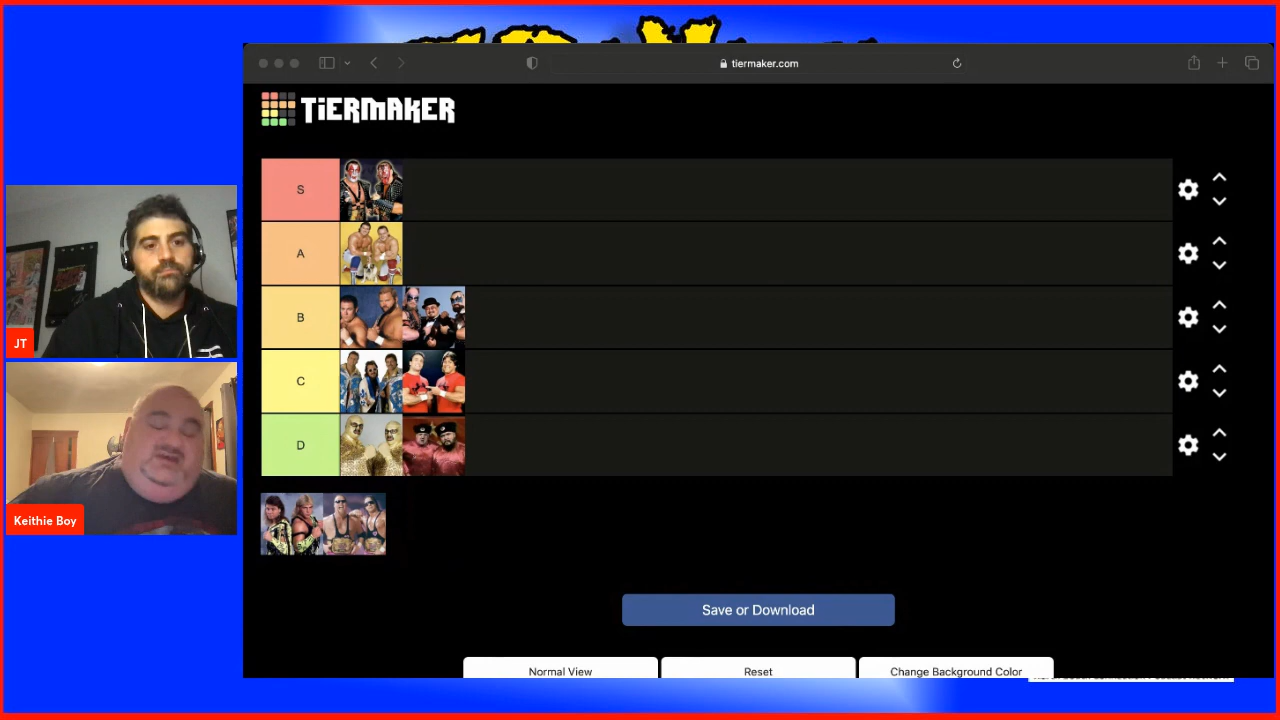 tiermaker.com
TiERMAKER
S
A
B
C
D
JT
Keithie Boy
Save or Download
Normal View
Reset
Change Background Color